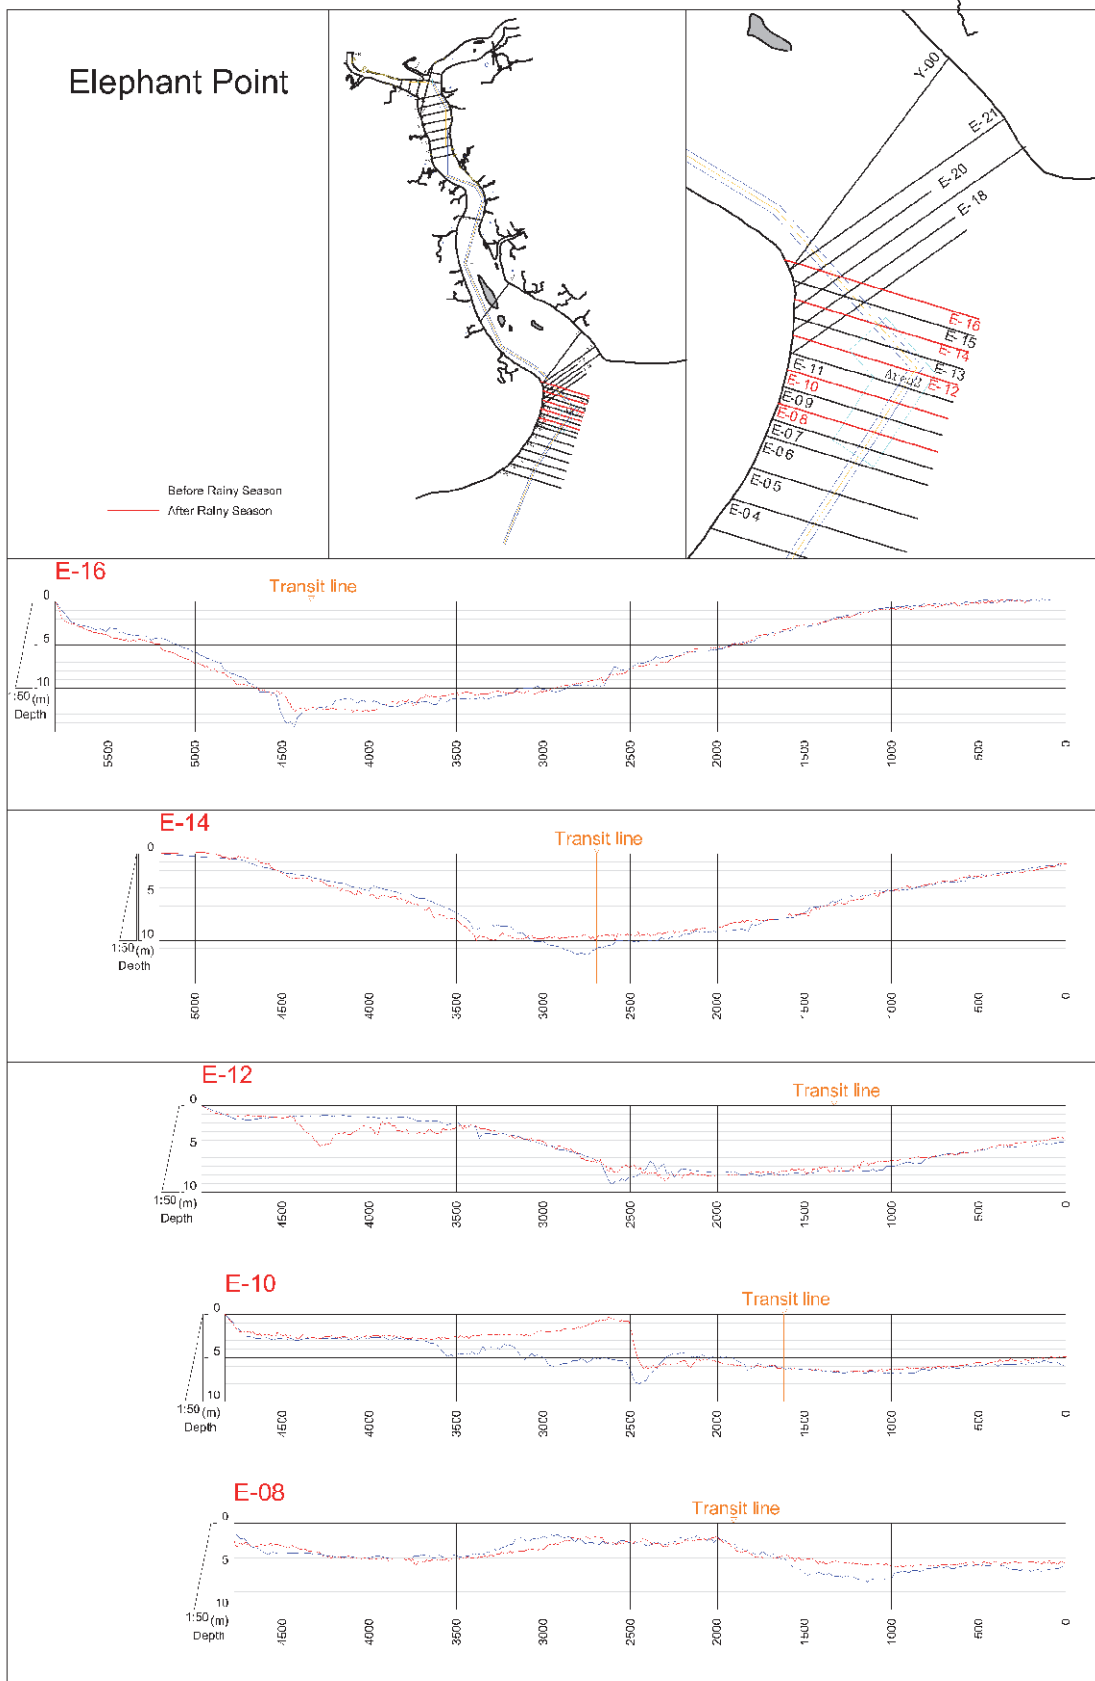 Elephant Point
Before Rainy Season
After Rainy Season
Y-00
E-21
E-20
E-18
E-16
E-15
E-14
E-13
E-12
Area2
E-11
E-10
E-09
E-08
E-07
E-06
E-05
E-04
E-16
Transit line
0
5
10
1:50 (m)
Depth
5500
5000
4500
4000
3500
3000
2500
2000
1500
1000
500
0
E-14
Transit line
0
5
10
1:50 (m)
Depth
5000
4500
4000
3500
3000
2500
2000
1500
1000
500
0
E-12
Transit line
0
5
10
1:50 (m)
Depth
4500
4000
3500
3000
2500
2000
1500
1000
500
0
E-10
Transit line
0
5
10
1:50 (m)
Depth
4500
4000
3500
3000
2500
2000
1500
1000
500
0
E-08
Transit line
0
5
10
1:50 (m)
Depth
4500
4000
3500
3000
2500
2000
1500
1000
500
0